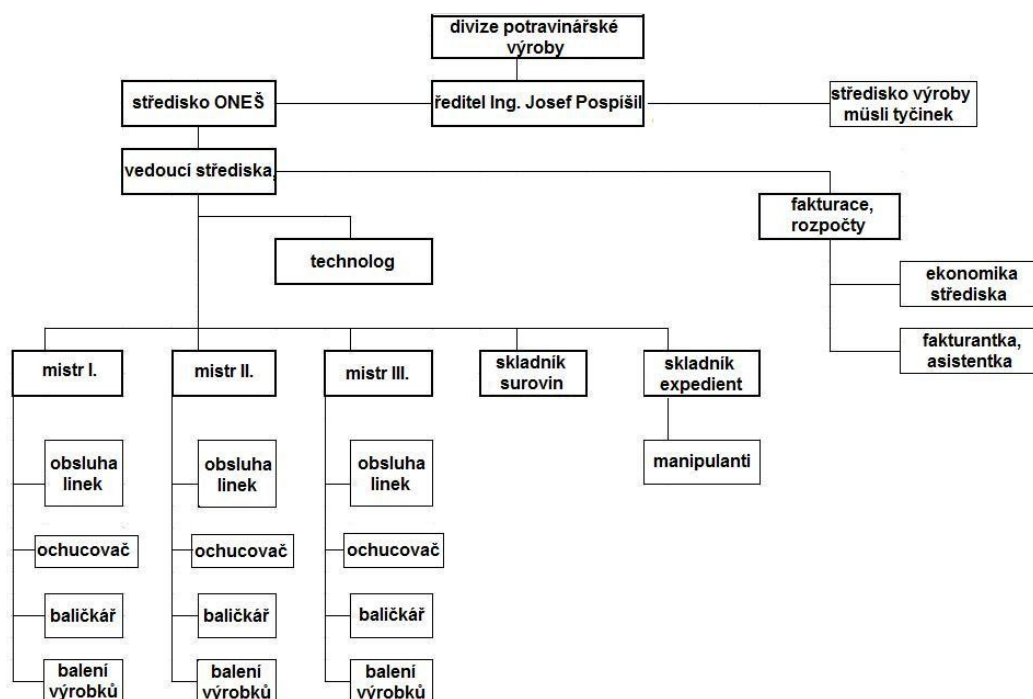 divize potravinářské
výroby
středisko ONEŠ
ředitel Ing. Josef Pospíšil
středisko výroby
müsli tyčinek
vedoucí střediska,
fakturace,
rozpočty
technolog
ekonomika
střediska
fakturantka,
asistentka
mistr I.
mistr II.
mistr III.
skladník
surovin
skladník
expedient
obsluha
linek
obsluha
linek
obsluha
linek
manipulanti
ochucovač
ochucovač
ochucovač
baličkář
baličkář
baličkář
balení
výrobků
balení
výrobků
balení
výrobků